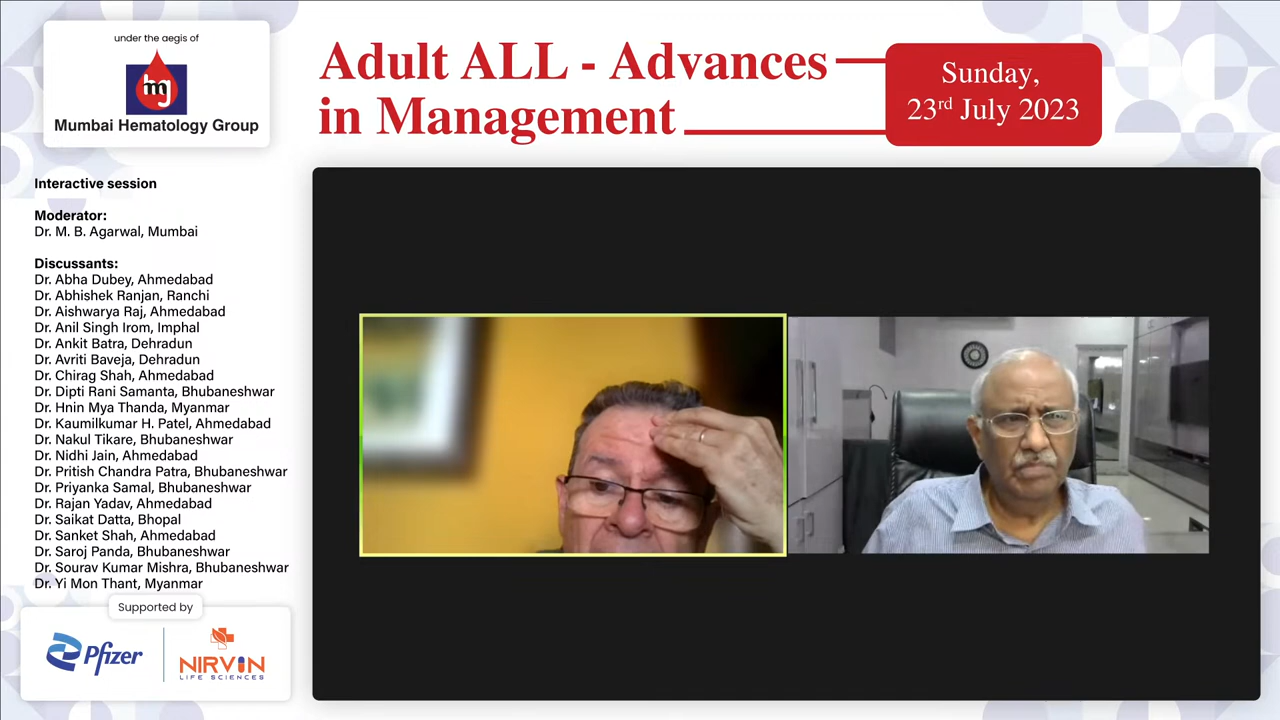 under the aegis of
mg
Mumbai Hematology Group
Adult ALL - Advances
in Management
Sunday,
23rd July 2023
Interactive session
Moderator:
Dr. M. B. Agarwal, Mumbai
Discussants:
Dr. Abha Dubey, Ahmedabad
Dr. Abhishek Ranjan, Ranchi
Dr. Aishwarya Raj, Ahmedabad
Dr. Anil Singh Irom, Imphal
Dr. Ankit Batra, Dehradun
Dr. Avriti Baveja, Dehradun
Dr. Chirag Shah, Ahmedabad
Dr. Dipti Rani Samanta, Bhubaneshwar
Dr. Hnin Mya Thanda, Myanmar
Dr. Kaumilkumar H. Patel, Ahmedabad
Dr. Nakul Tikare, Bhubaneshwar
Dr. Nidhi Jain, Ahmedabad
Dr. Pritish Chandra Patra, Bhubaneshwar
Dr. Priyanka Samal, Bhubaneshwar
Dr. Rajan Yadav, Ahmedabad
Dr. Saikat Datta, Bhopal
Dr. Sanket Shah, Ahmedabad
Dr. Saroj Panda, Bhubaneshwar
Dr. Sourav Kumar Mishra, Bhubaneshwar
Dr. Yi Mon Thant, Myanmar
Supported by
Pfizer
NIRViN
LIFE SCIENCES